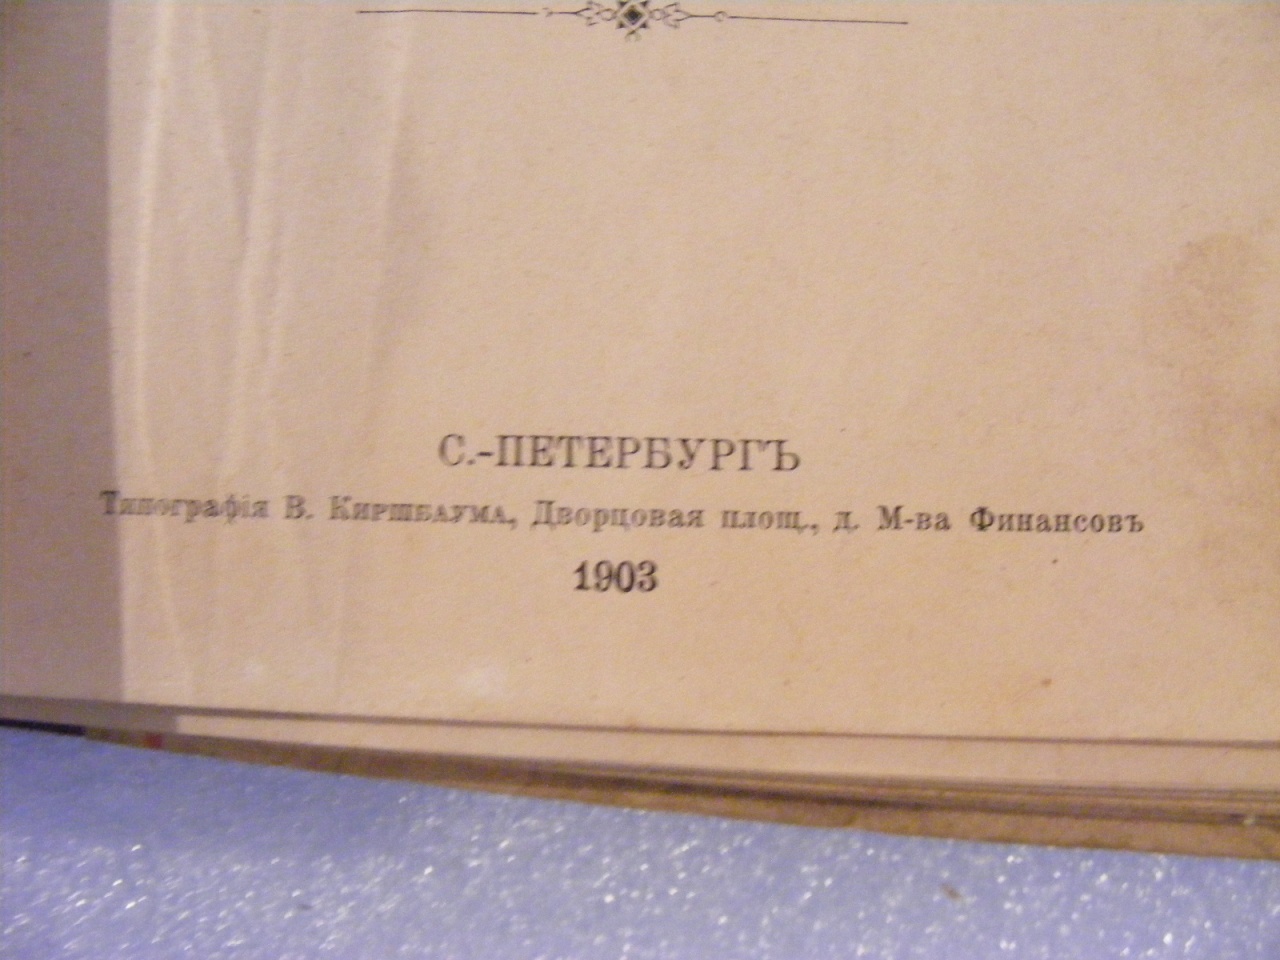 С.-ПЕТЕРБУРГЪ
Типографія В. Киршбаума, Дворцовая площ., д. М-ва Финансовъ
1903